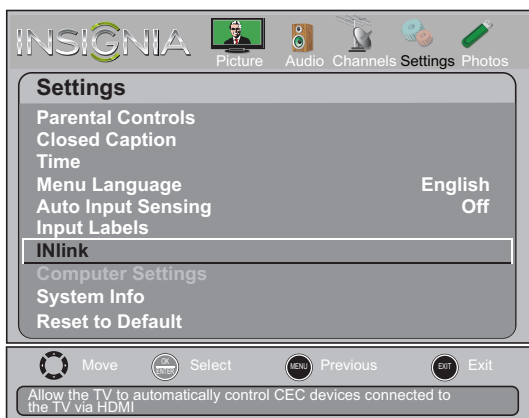 INSIGNIA
Picture Audio Channels Settings Photos
Settings
Parental Controls
Closed Caption
Time
Menu Language English
Auto Input Sensing Off
Input Labels
INlink
Computer Settings
System Info
Reset to Default
Move OK ENTER Select MENU Previous EXIT Exit
Allow the TV to automatically control CEC devices connected to
the TV via HDMI